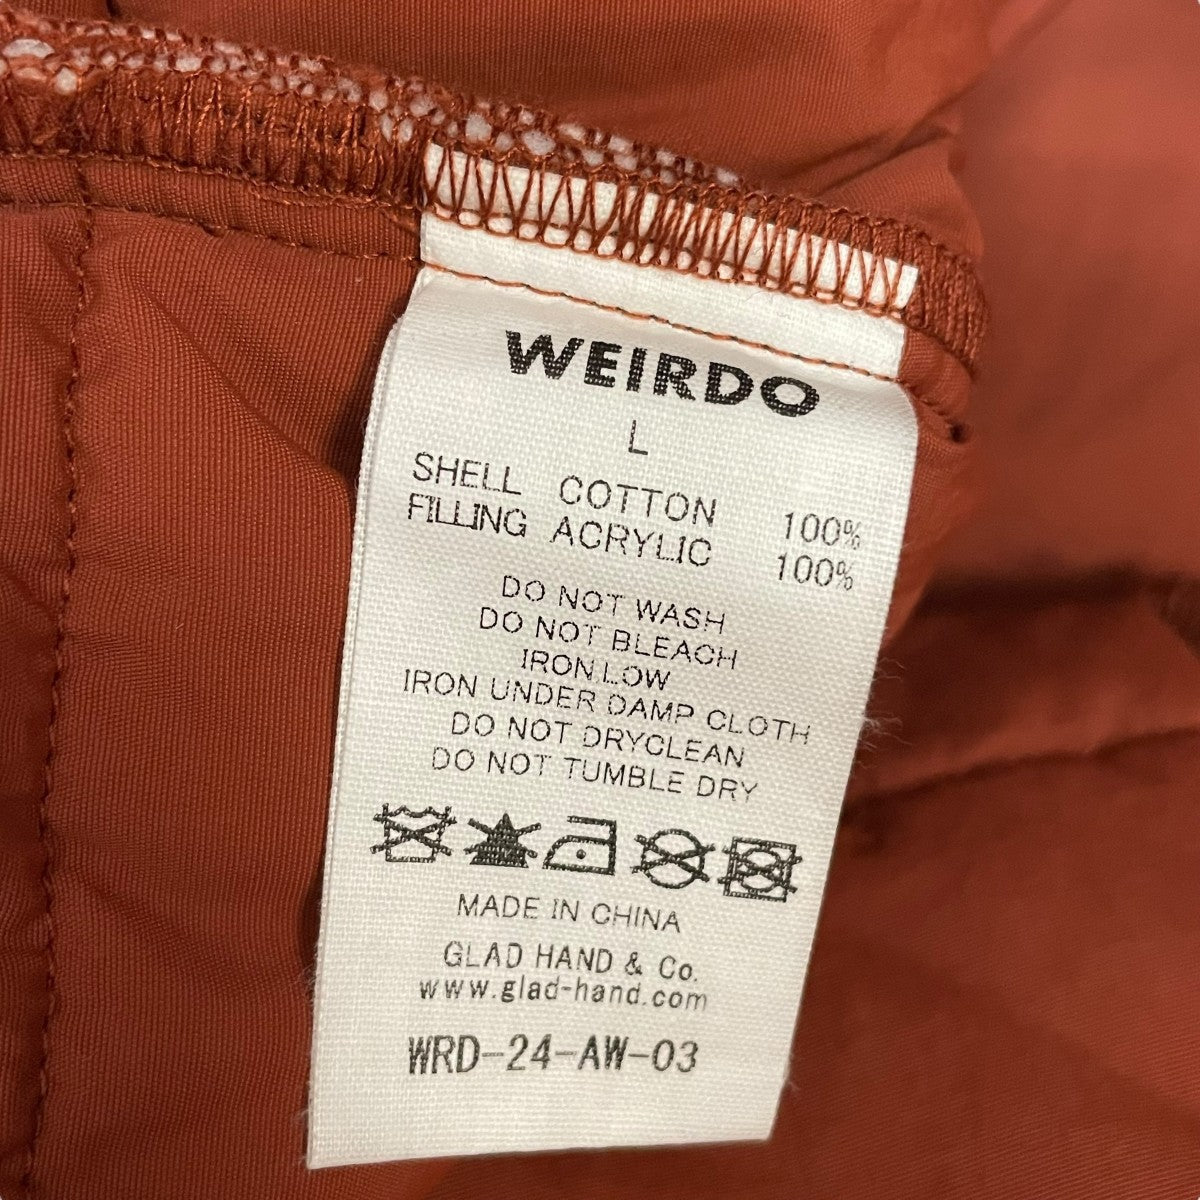 WEIRDO
L
SHELL COTTON 100%
FILLING ACRYLIC 100%
DO NOT WASH
DO NOT BLEACH
IRON LOW
IRON UNDER DAMP CLOTH
DO NOT DRYCLEAN
DO NOT TUMBLE DRY
MADE IN CHINA
GLAD HAND & Co.
www.glad-hand.com
WRD-24-AW-03